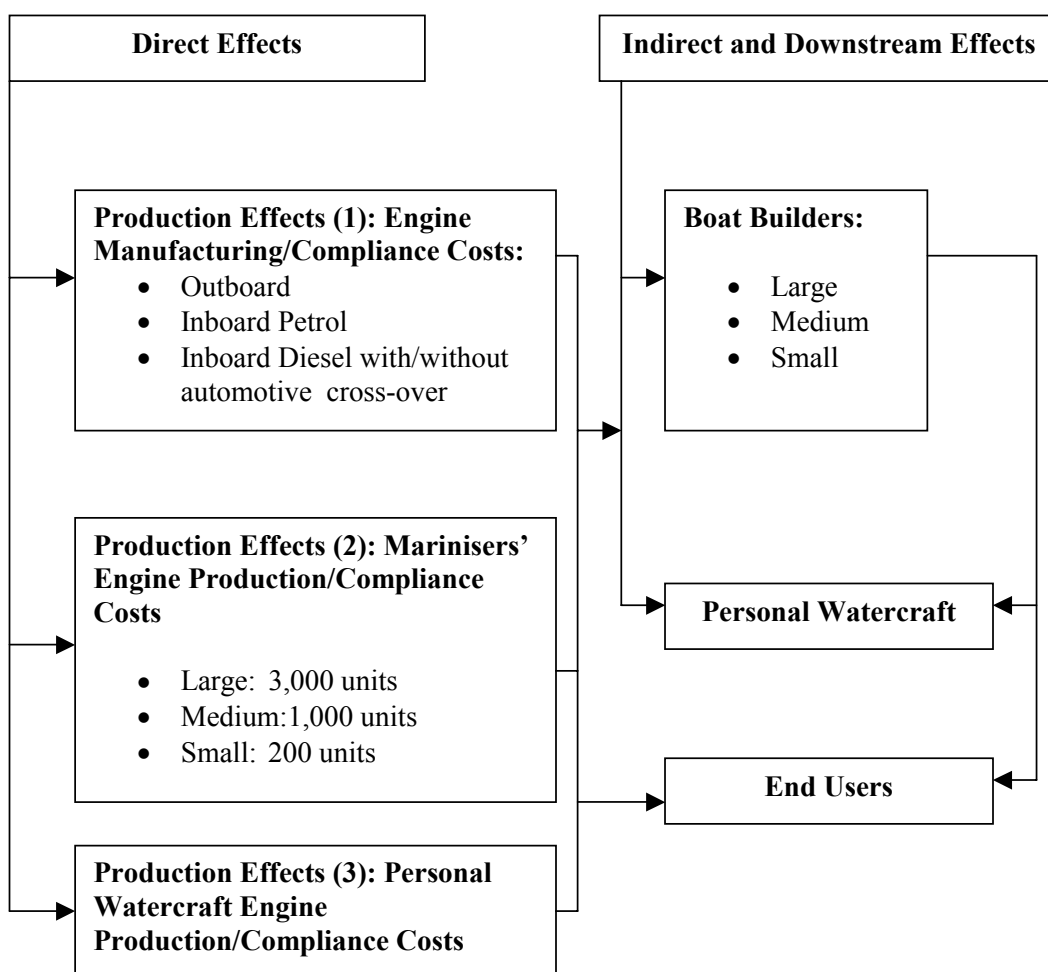 Direct Effects
Indirect and Downstream Effects
Production Effects (1): Engine
Manufacturing/Compliance Costs:
• Outboard
• Inboard Petrol
• Inboard Diesel with/without
automotive cross-over
Boat Builders:
• Large
• Medium
• Small
Production Effects (2): Marinisers’
Engine Production/Compliance
Costs
• Large: 3,000 units
• Medium:1,000 units
• Small: 200 units
Personal Watercraft
End Users
Production Effects (3): Personal
Watercraft Engine
Production/Compliance Costs